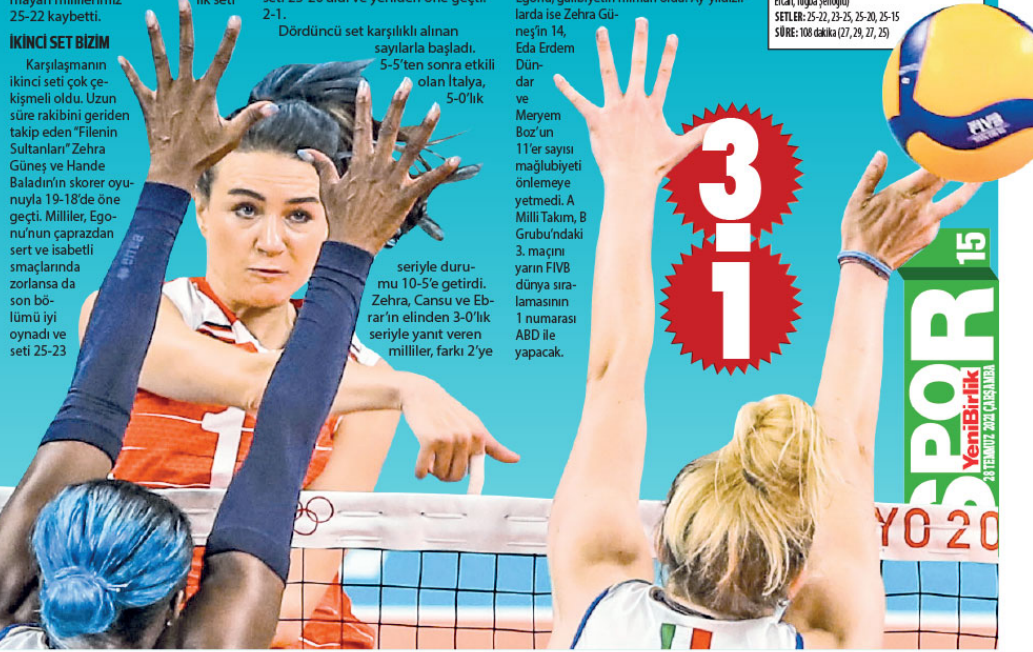 25-22 kaybetti.
İKİNCİ SET BİZİM
Karşılaşmanın
ikinci seti çok çe-
kişmeli oldu. Uzun
süre rakibini geriden
takip eden “Filenin
Sultanları” Zehra
Güneş ve Hande
Baladın’ın skorer oyu-
nuyla 19-18’de öne
geçti. Milliler, Ego-
nu’nun çaprazdan
sert ve isabetli
smaçlarında
zorlansa da
son bö-
lümü iyi
oynadı ve
seti 25-23
ilk seti
2-1.
Dördüncü set karşılıklı alınan
sayılarla başladı.
5-5’ten sonra etkili
olan İtalya,
5-0’lık
seriyle duru-
mu 10-5’e getirdi.
Zehra, Cansu ve Eb-
rar’ın elinden 3-0’lık
seriyle yanıt veren
milliler, farkı 2’ye
larda ise Zehra Gü-
neş’in 14,
Eda Erdem
Dün-
dar
ve
Meryem
Boz’un
11’er sayısı
mağlubiyeti
önlemeye
yetmedi. A
Milli Takım, B
Grubu’ndaki
3. maçını
yarın FIVB
dünya sıra-
lamasının
1 numarası
ABD ile
yapacak.
SETLER: 25-22, 23-25, 25-20, 25-15
SÜRE: 108 dakika (27, 29, 27, 25)
3-1
FIVB
15
SPOR
YeniBirlik
28 TEMMUZ 2021 ÇARŞAMBA
1
YO 20